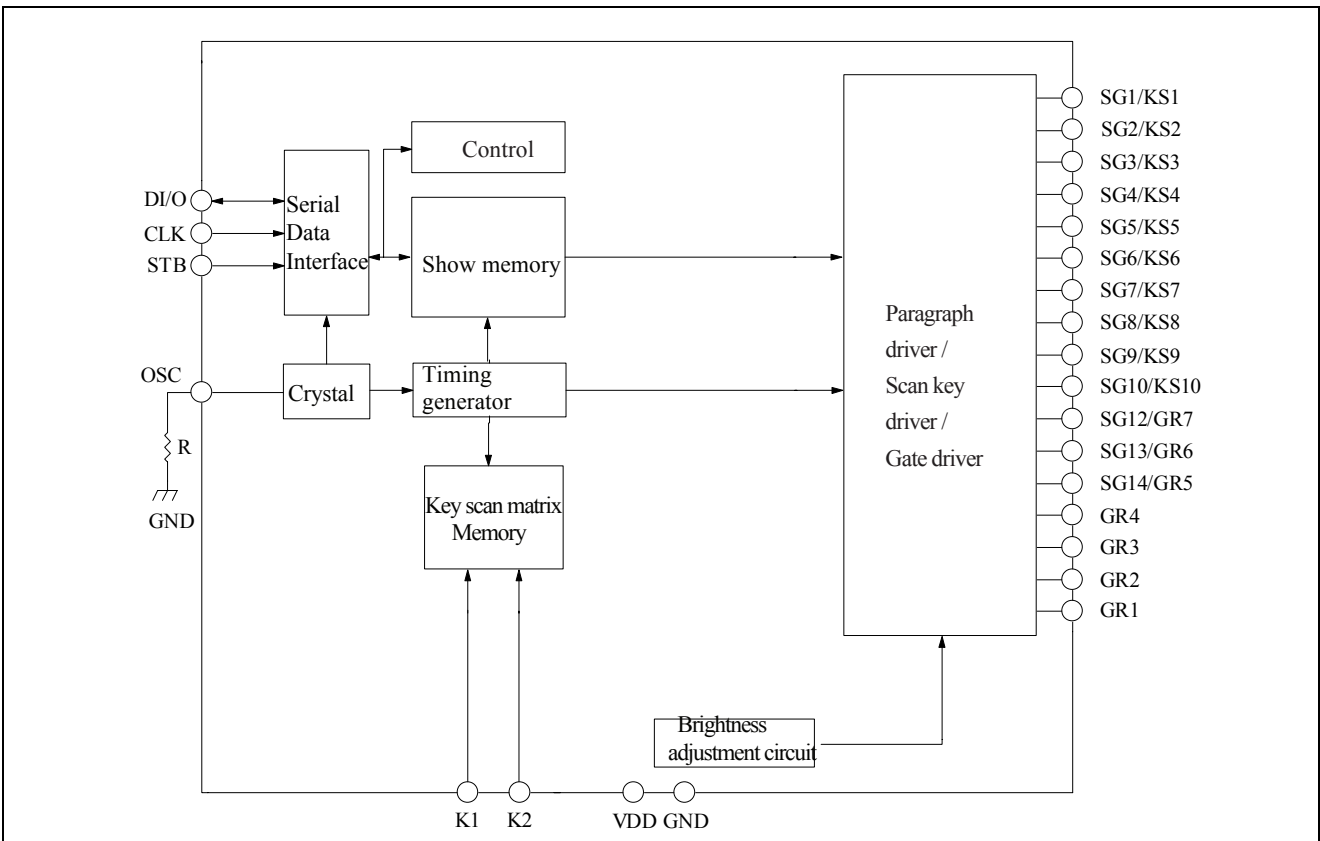 DI/O
CLK
STB
OSC
R
GND
Serial
Data
Interface
Control
Show memory
Crystal
Timing
generator
Key scan matrix
Memory
Paragraph
driver /
Scan key
driver /
Gate driver
Brightness
adjustment circuit
SG1/KS1
SG2/KS2
SG3/KS3
SG4/KS4
SG5/KS5
SG6/KS6
SG7/KS7
SG8/KS8
SG9/KS9
SG10/KS10
SG12/GR7
SG13/GR6
SG14/GR5
GR4
GR3
GR2
GR1
K1 K2 VDD GND